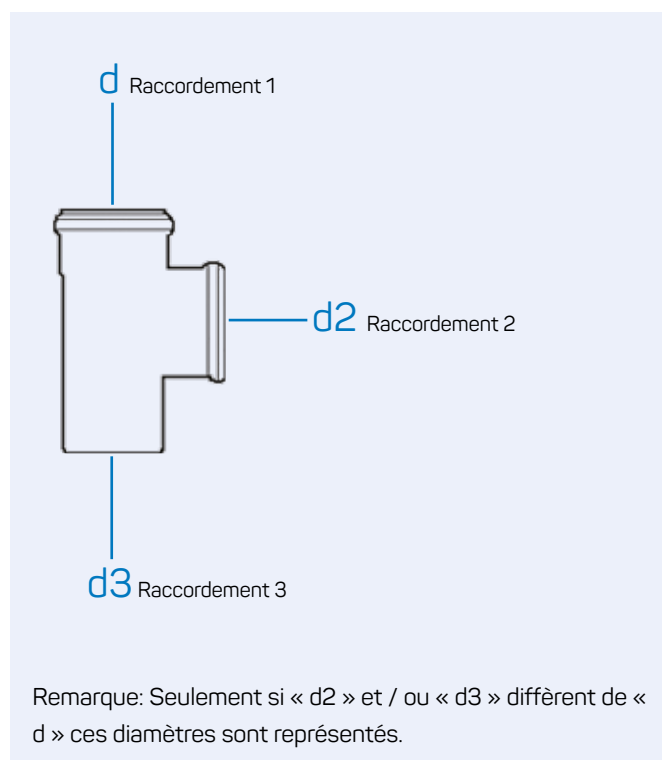 d Raccordement 1
d2 Raccordement 2
d3 Raccordement 3
Remarque: Seulement si « d2 » et / ou « d3 » diffèrent de «
d » ces diamètres sont représentés.